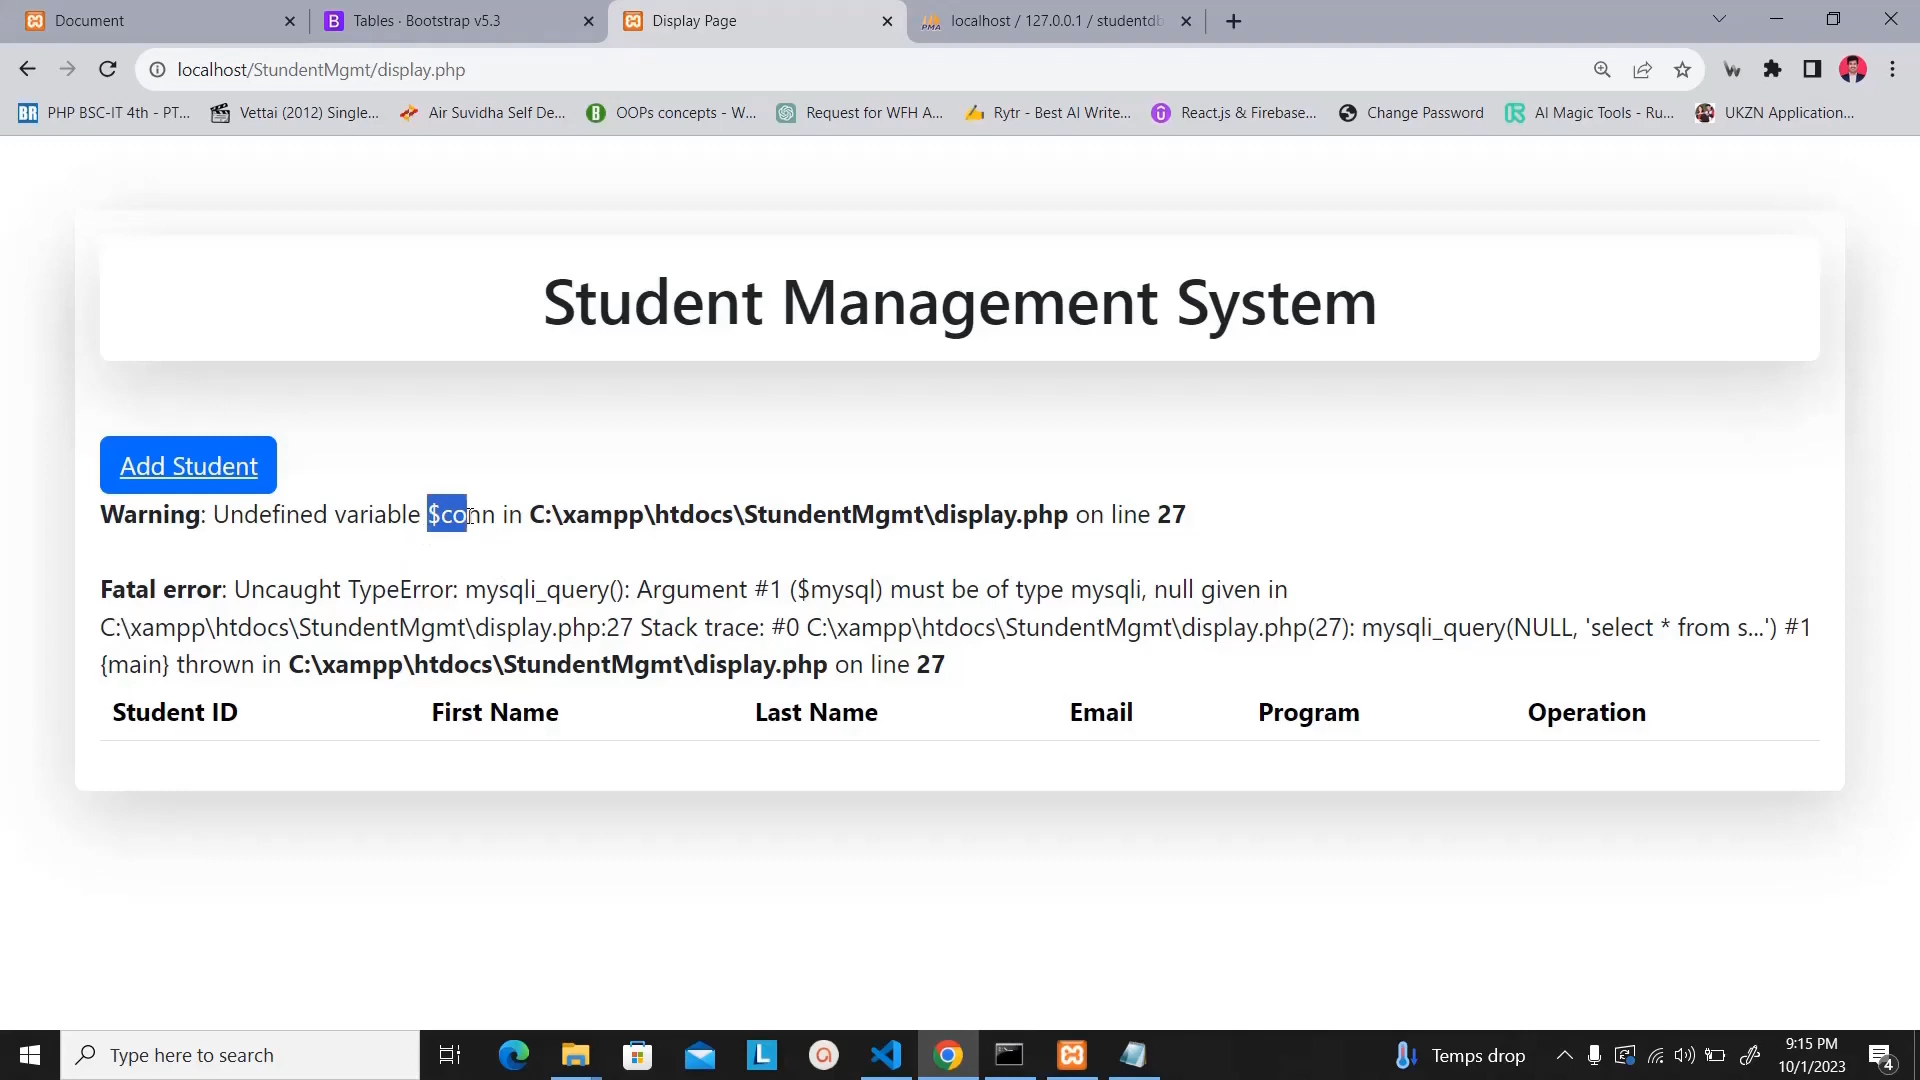 Document
Tables · Bootstrap v5.3
Display Page
localhost / 127.0.0.1 / studentdb
localhost/StundentMgmt/display.php
PHP BSC-IT 4th - PT...
Vettai (2012) Single...
Air Suvidha Self De...
OOPs concepts - W...
Request for WFH A...
Rytr - Best AI Write...
React.js & Firebase...
Change Password
AI Magic Tools - Ru...
UKZN Application...
Student Management System
Add Student
Warning: Undefined variable $conn in C:\xampp\htdocs\StundentMgmt\display.php on line 27
Fatal error: Uncaught TypeError: mysqli_query(): Argument #1 ($mysql) must be of type mysqli, null given in
C:\xampp\htdocs\StundentMgmt\display.php:27 Stack trace: #0 C:\xampp\htdocs\StundentMgmt\display.php(27): mysqli_query(NULL, 'select * from s...') #1
{main} thrown in C:\xampp\htdocs\StundentMgmt\display.php on line 27
Student ID First Name Last Name Email Program Operation
Type here to search
Temps drop
9:15 PM
10/1/2023
4